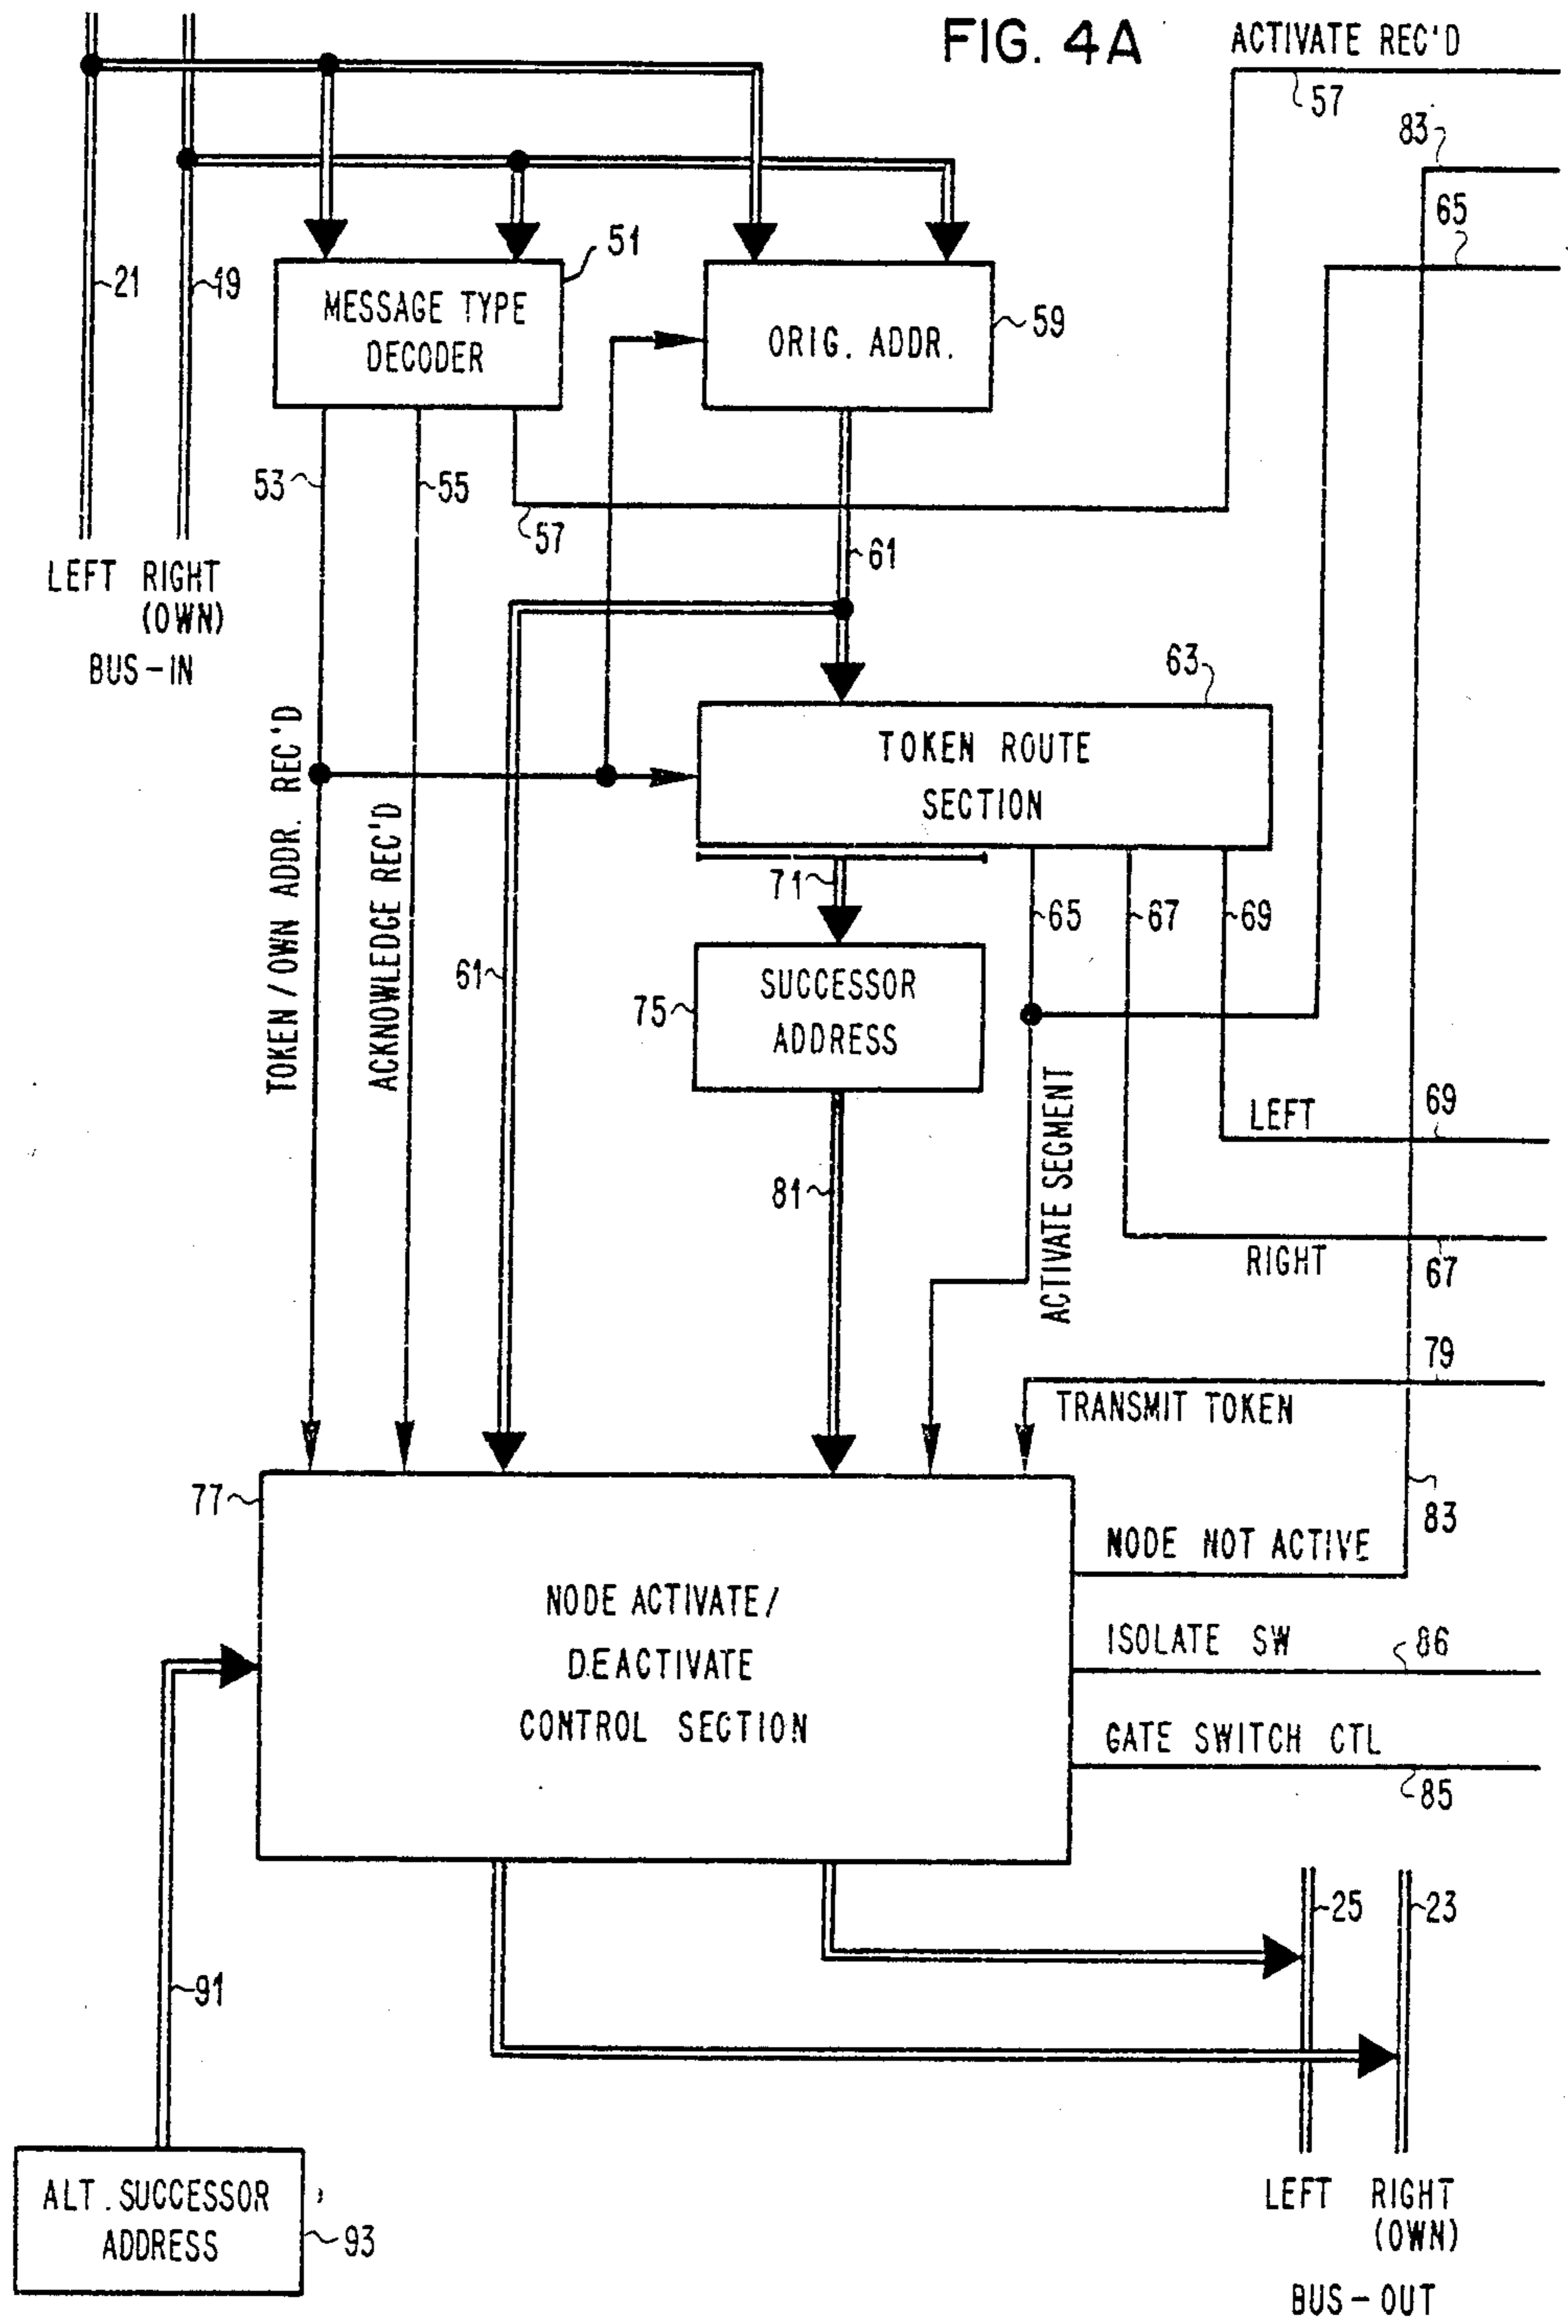 FIG. 4A
ACTIVATE REC'D
57
83
65
21
49
51
MESSAGE TYPE
DECODER
ORIG. ADDR.
59
53
55
57
61
LEFT RIGHT
(OWN)
BUS-IN
63
TOKEN ROUTE
SECTION
TOKEN / OWN ADDR. REC'D
ACKNOWLEDGE REC'D
71
65
67
69
61
75
SUCCESSOR
ADDRESS
ACTIVATE SEGMENT
LEFT
69
81
RIGHT
67
79
TRANSMIT TOKEN
77
83
NODE NOT ACTIVE
NODE ACTIVATE/
DEACTIVATE
CONTROL SECTION
ISOLATE SW
86
GATE SWITCH CTL
85
25
23
91
ALT. SUCCESSOR
ADDRESS
93
LEFT RIGHT
(OWN)
BUS-OUT